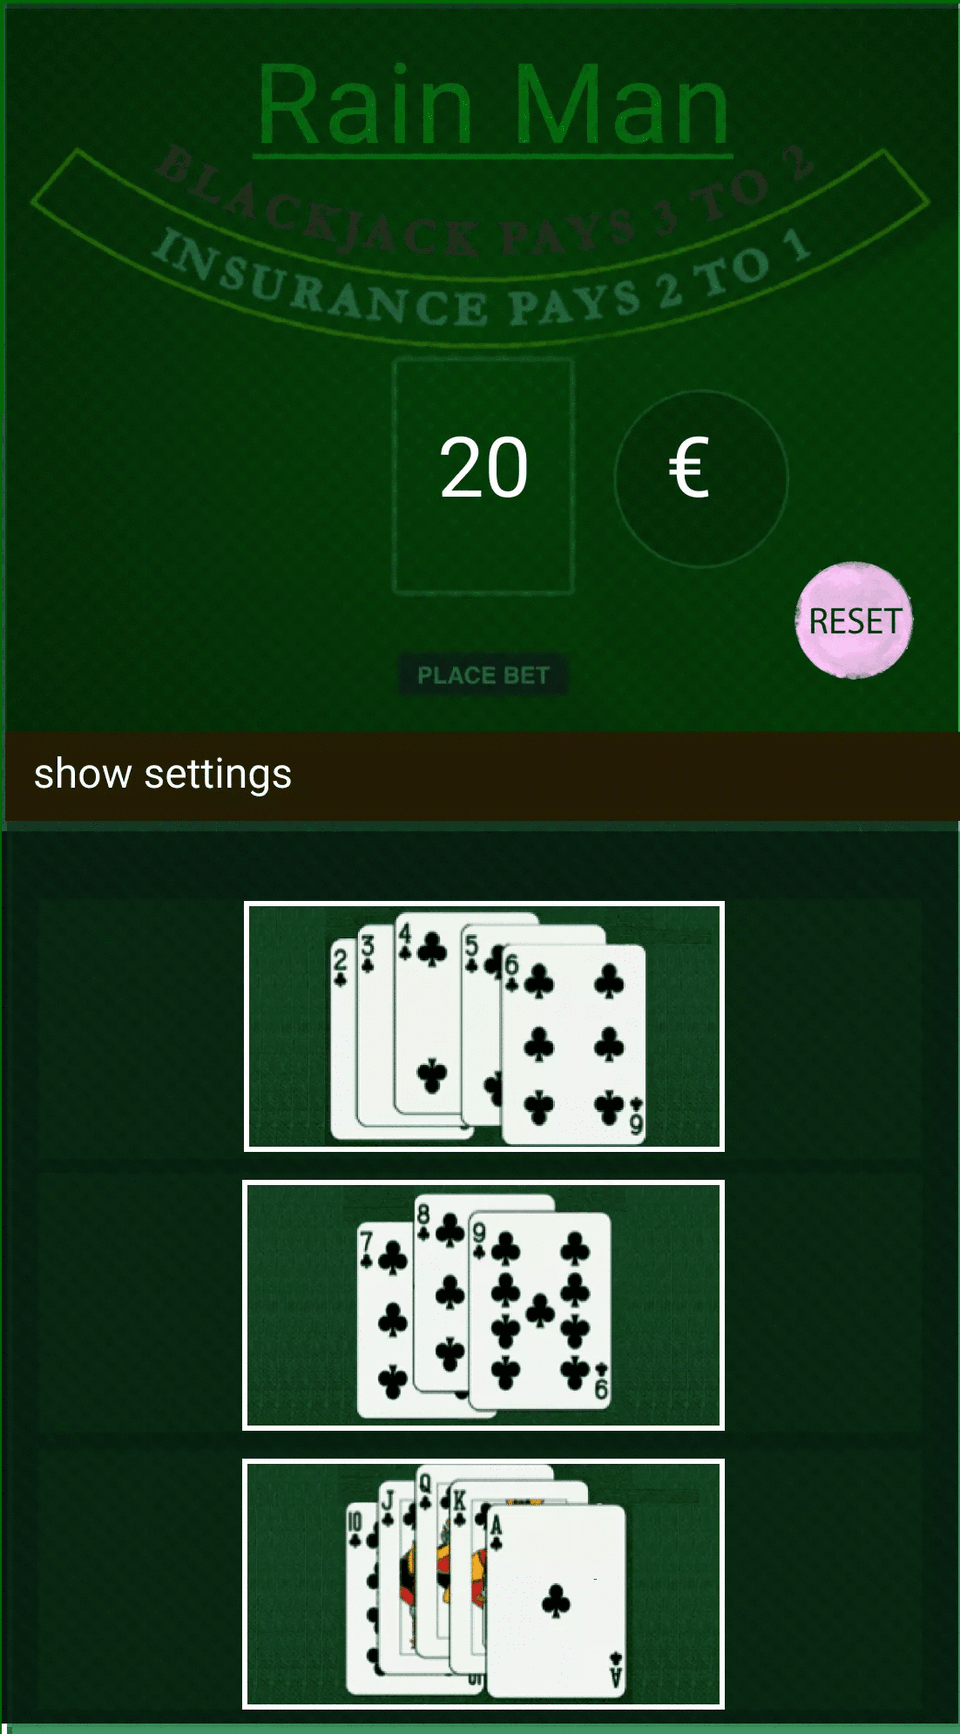 Rain Man
BLACKJACK PAYS 3 TO 2
INSURANCE PAYS 2 TO 1
20 €
RESET
PLACE BET
show settings
2 3 4 5 6
6
7 8 9
9
10 J Q K A
10
A